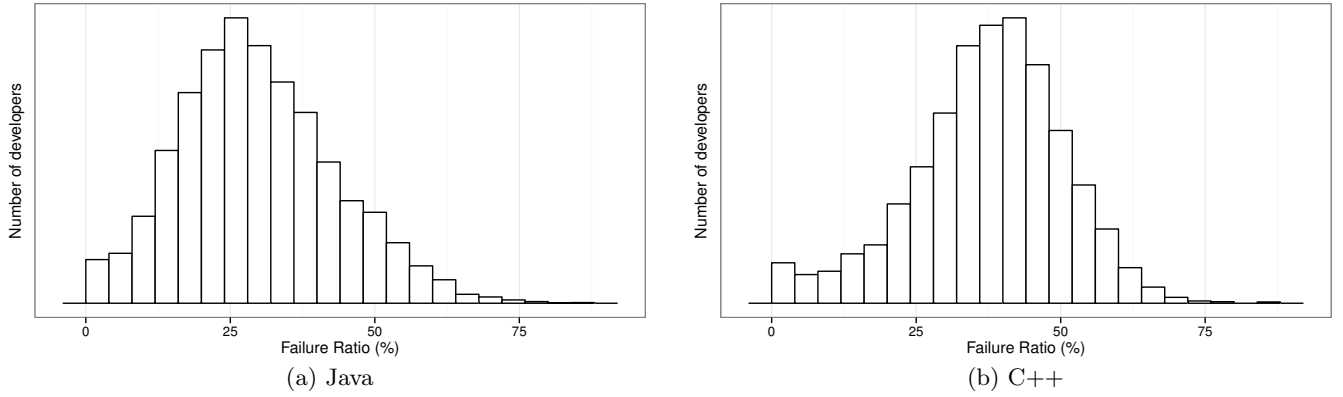 Number of developers
0 25 50 75
Failure Ratio (%)
(a) Java
Number of developers
0 25 50 75
Failure Ratio (%)
(b) C++